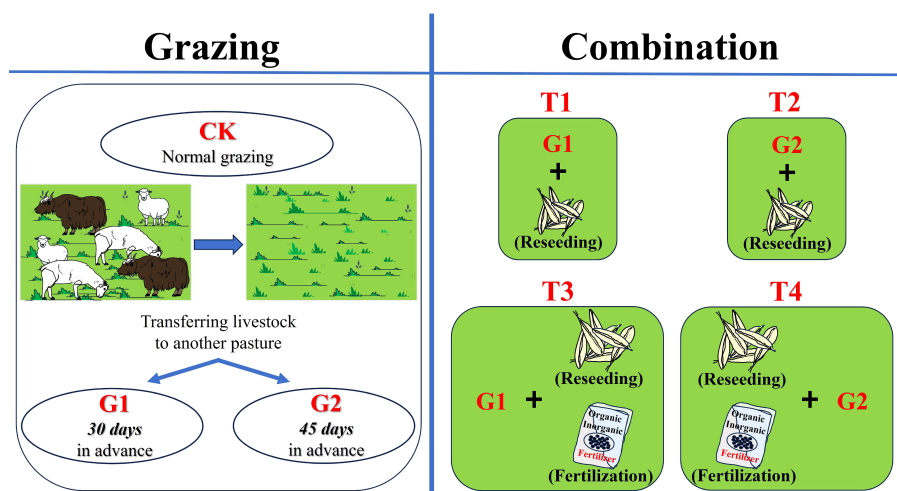 Grazing
CK
Normal grazing
Transferring livestock
to another pasture
G1
30 days
in advance
G2
45 days
in advance
Combination
T1
G1
+
(Reseeding)
T2
G2
+
(Reseeding)
T3
G1
+
(Reseeding)
Organic
Inorganic
Fertilizer
(Fertilization)
T4
(Reseeding)
Organic
Inorganic
Fertilizer
(Fertilization)
+
G2